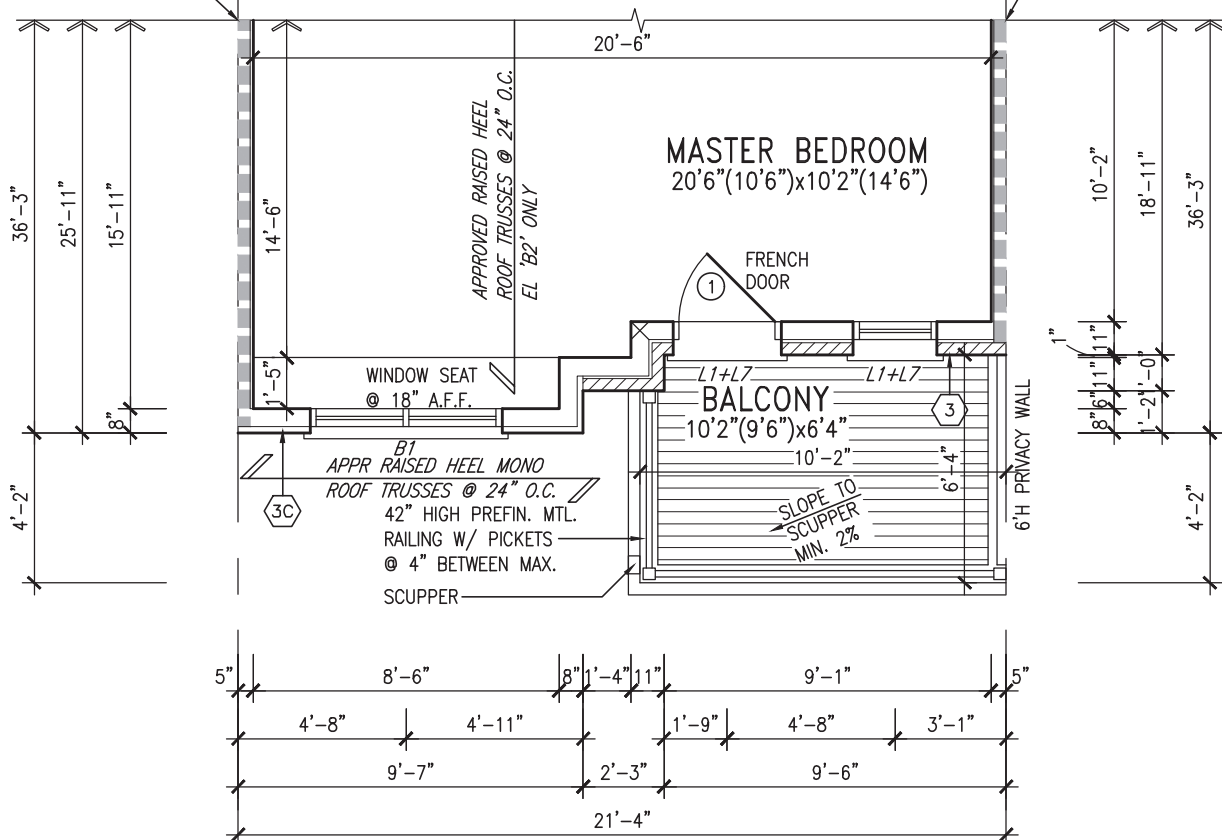 20'-6"
36'-3"
25'-11"
15'-11"
14'-6"
1'-5"
8"
4'-2"
APPROVED RAISED HEEL
ROOF TRUSSES @ 24" O.C.
EL 'B2' ONLY
MASTER BEDROOM
20'6"(10'6")x10'2"(14'6")
FRENCH
DOOR
1
WINDOW SEAT
@ 18" A.F.F.
B1
APPR RAISED HEEL MONO
ROOF TRUSSES @ 24" O.C.
3C
42" HIGH PREFIN. MTL.
RAILING W/ PICKETS
@ 4" BETWEEN MAX.
SCUPPER
L1+L7
L1+L7
BALCONY
10'2"(9'6")x6'4"
10'-2"
3
6'-4"
SLOPE TO
SCUPPER
MIN. 2%
6'H PRIVACY WALL
10'-2"
18'-11"
36'-3"
1"
11"
11"
6"
8"
1'-0"
1'-2"
4'-2"
5"
8'-6"
8"
1'-4"
11"
9'-1"
5"
4'-8"
4'-11"
1'-9"
4'-8"
3'-1"
9'-7"
2'-3"
9'-6"
21'-4"